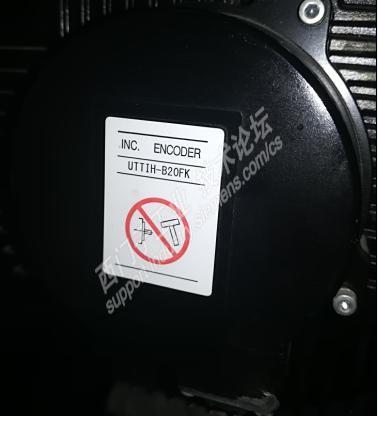 INC. ENCODER
UTTIH-B20FK
西门子工业 技术论坛
support.industry.siemens.com/cs